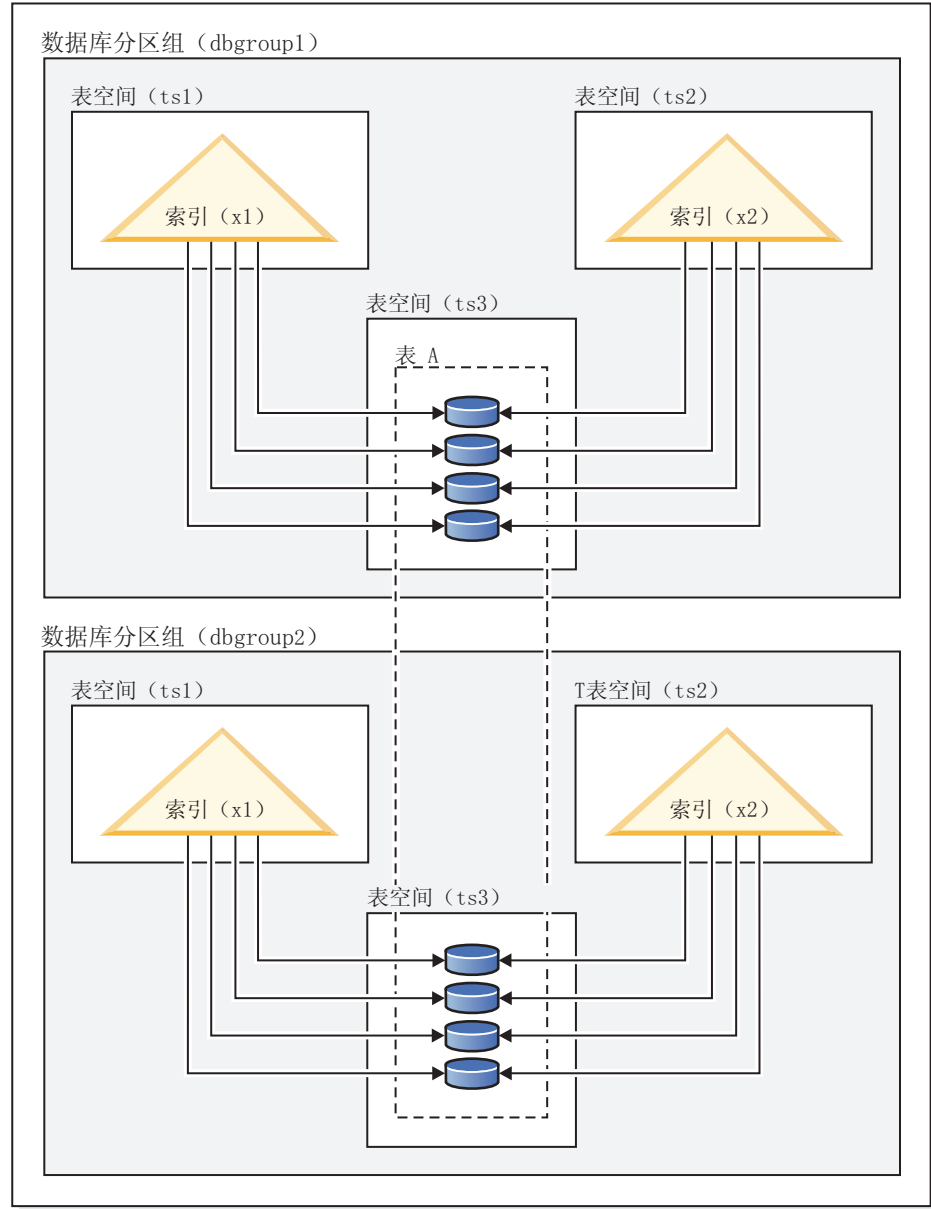 数据库分区组（dbgroup1）
表空间（ts1）
表空间（ts2）
索引（x1）
索引（x2）
表空间（ts3）
表 A
数据库分区组（dbgroup2）
表空间（ts1）
T表空间（ts2）
索引（x1）
索引（x2）
表空间（ts3）